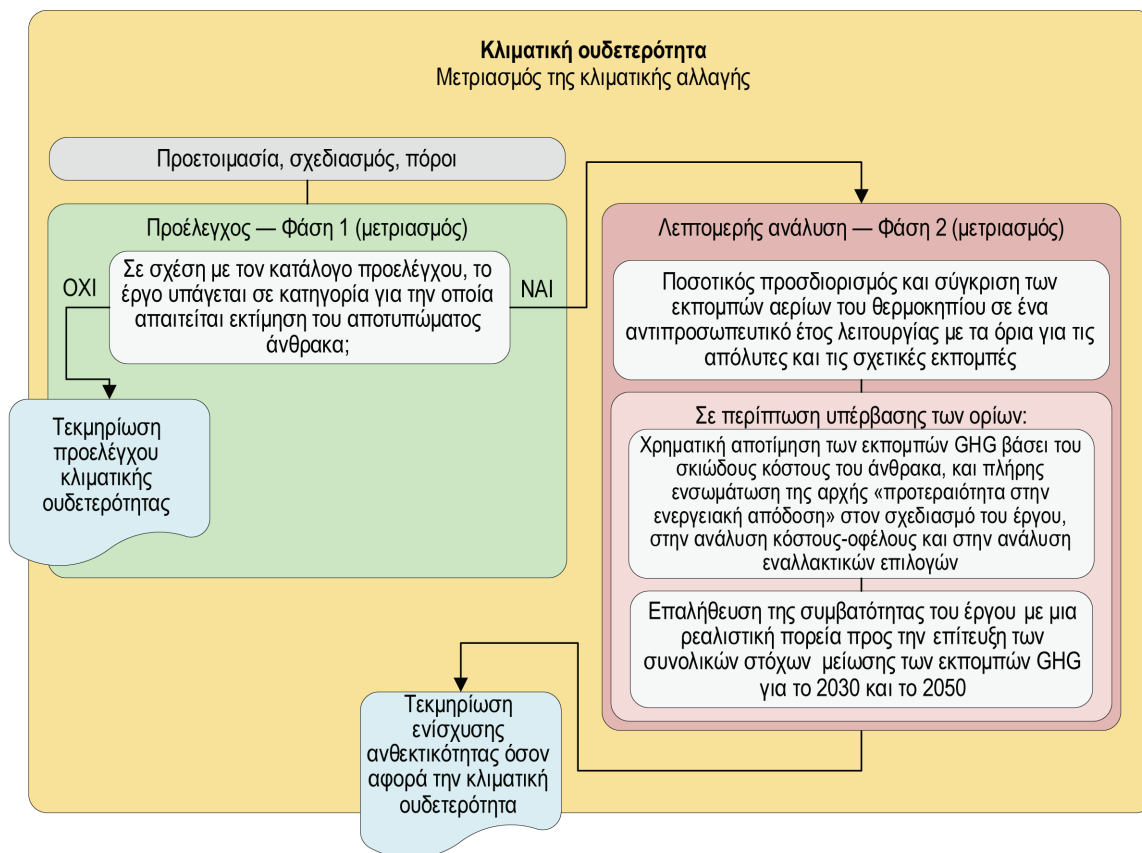 Κλιματική ουδετερότητα
Μετριασμός της κλιματικής αλλαγής
Προετοιμασία, σχεδιασμός, πόροι
Προέλεγχος — Φάση 1 (μετριασμός)
Σε σχέση με τον κατάλογο προελέγχου, το
έργο υπάγεται σε κατηγορία για την οποία
απαιτείται εκτίμηση του αποτυπώματος
άνθρακα;
ΟΧΙ
ΝΑΙ
Τεκμηρίωση
προελέγχου
κλιματικής
ουδετερότητας
Λεπτομερής ανάλυση — Φάση 2 (μετριασμός)
Ποσοτικός προσδιορισμός και σύγκριση των
εκπομπών αερίων του θερμοκηπίου σε ένα
αντιπροσωπευτικό έτος λειτουργίας με τα όρια για τις
απόλυτες και τις σχετικές εκπομπές
Σε περίπτωση υπέρβασης των ορίων:
Χρηματική αποτίμηση των εκπομπών GHG βάσει του
σκιώδους κόστους του άνθρακα, και πλήρης
ενσωμάτωση της αρχής «προτεραιότητα στην
ενεργειακή απόδοση» στον σχεδιασμό του έργου,
στην ανάλυση κόστους-οφέλους και στην ανάλυση
εναλλακτικών επιλογών
Επαλήθευση της συμβατότητας του έργου με μια
ρεαλιστική πορεία προς την επίτευξη των
συνολικών στόχων μείωσης των εκπομπών GHG
για το 2030 και το 2050
Τεκμηρίωση
ενίσχυσης
ανθεκτικότητας όσον
αφορά την κλιματική
ουδετερότητα